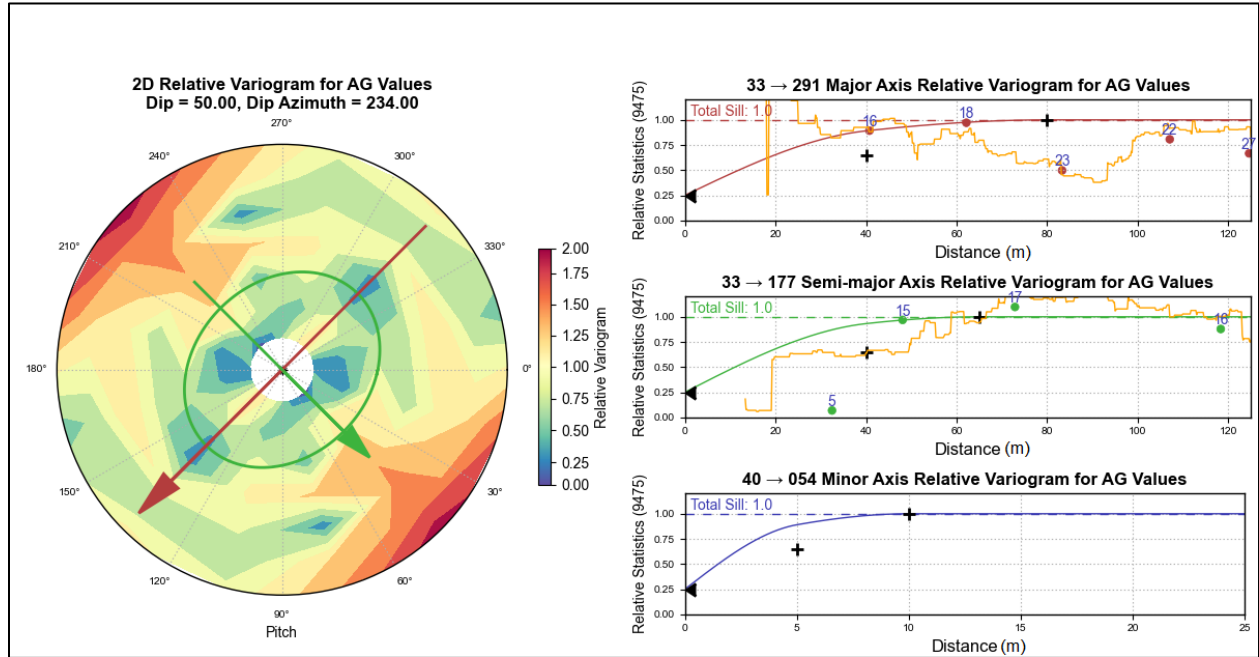 2D Relative Variogram for AG Values
Dip = 50.00, Dip Azimuth = 234.00
270°
240°
300°
210°
330°
180°
0°
150°
30°
120°
60°
90°
Pitch
2.00
1.75
1.50
1.25
1.00
0.75
0.50
0.25
0.00
Relative Variogram
33 → 291 Major Axis Relative Variogram for AG Values
Total Sill: 1.0
Relative Statistics (9475)
1.00
0.75
0.50
0.25
0.00
16
18
23
22
27
0 20 40 60 80 100 120
Distance (m)
33 → 177 Semi-major Axis Relative Variogram for AG Values
Total Sill: 1.0
Relative Statistics (9475)
1.00
0.75
0.50
0.25
0.00
5
15
17
16
0 20 40 60 80 100 120
Distance (m)
40 → 054 Minor Axis Relative Variogram for AG Values
Total Sill: 1.0
Relative Statistics (9475)
1.00
0.75
0.50
0.25
0.00
0 5 10 15 20 25
Distance (m)